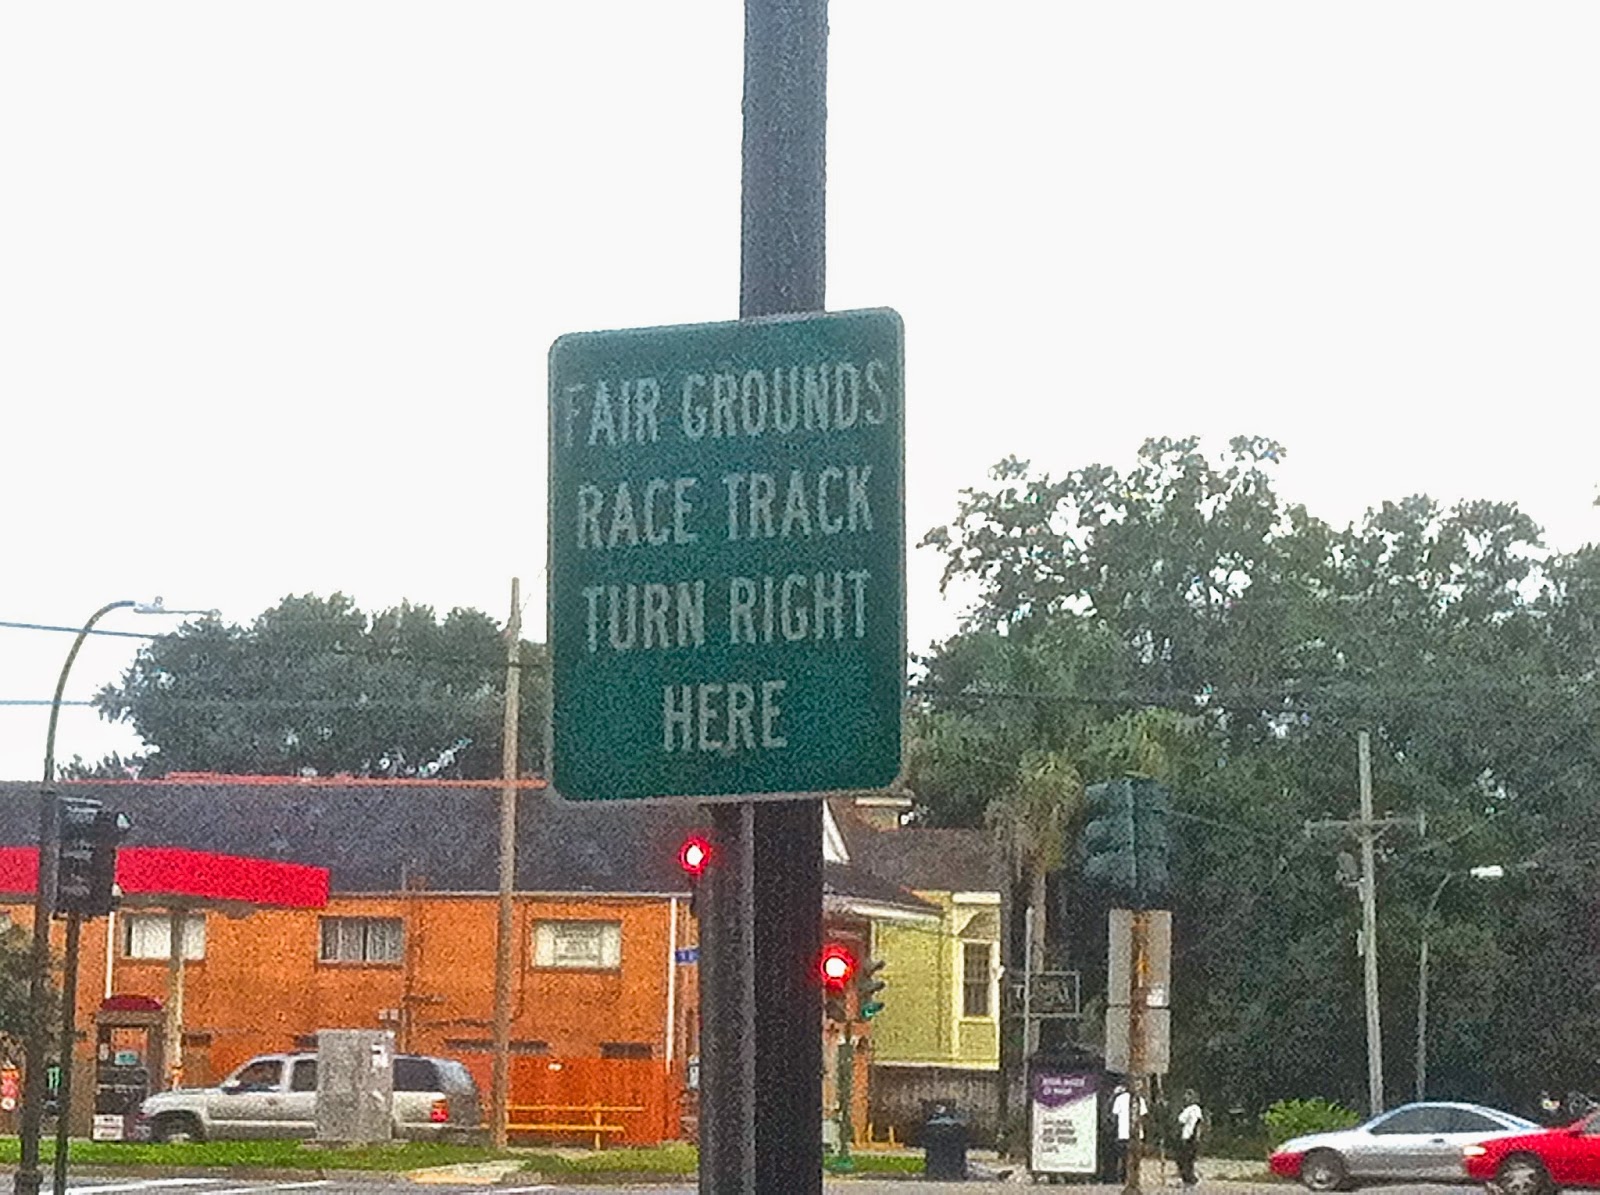 FAIR GROUNDS
RACE TRACK
TURN RIGHT
HERE